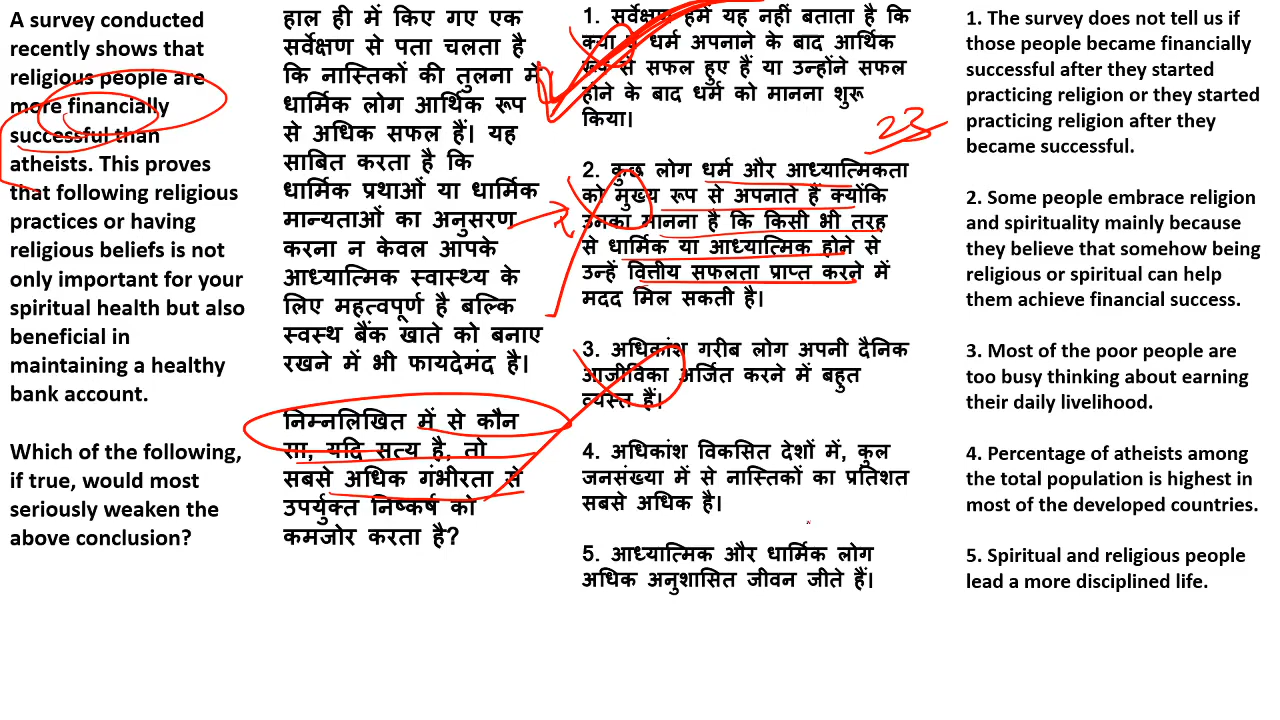 A survey conducted
recently shows that
religious people are
more financially
successful than
atheists. This proves
that following religious
practices or having
religious beliefs is not
only important for your
spiritual health but also
beneficial in
maintaining a healthy
bank account.
Which of the following,
if true, would most
seriously weaken the
above conclusion?
हाल ही में किए गए एक
सर्वेक्षण से पता चलता है
कि नास्तिकों की तुलना में
धार्मिक लोग आर्थिक रूप
से अधिक सफल हैं। यह
साबित करता है कि
धार्मिक प्रथाओं या धार्मिक
मान्यताओं का अनुसरण
करना न केवल आपके
आध्यात्मिक स्वास्थ्य के
लिए महत्वपूर्ण है बल्कि
स्वस्थ बैंक खाते को बनाए
रखने में भी फायदेमंद है।
निम्नलिखित में से कौन
सा, यदि सत्य है, तो
सबसे अधिक गंभीरता से
उपर्युक्त निष्कर्ष को
कमजोर करता है?
1. सर्वेक्षण हमें यह नहीं बताता है कि
क्या वे धर्म अपनाने के बाद आर्थिक
रूप से सफल हुए हैं या उन्होंने सफल
होने के बाद धर्म को मानना शुरू
किया।
23
2. कुछ लोग धर्म और आध्यात्मिकता
को मुख्य रूप से अपनाते हैं क्योंकि
उनका मानना है कि किसी भी तरह
से धार्मिक या आध्यात्मिक होने से
उन्हें वित्तीय सफलता प्राप्त करने में
मदद मिल सकती है।
3. अधिकांश गरीब लोग अपनी दैनिक
आजीविका अर्जित करने में बहुत
व्यस्त हैं।
4. अधिकांश विकसित देशों में, कुल
जनसंख्या में से नास्तिकों का प्रतिशत
सबसे अधिक है।
5. आध्यात्मिक और धार्मिक लोग
अधिक अनुशासित जीवन जीते हैं।
1. The survey does not tell us if
those people became financially
successful after they started
practicing religion or they started
practicing religion after they
became successful.
2. Some people embrace religion
and spirituality mainly because
they believe that somehow being
religious or spiritual can help
them achieve financial success.
3. Most of the poor people are
too busy thinking about earning
their daily livelihood.
4. Percentage of atheists among
the total population is highest in
most of the developed countries.
5. Spiritual and religious people
lead a more disciplined life.